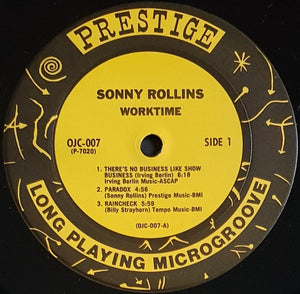 PRESTIGE
SONNY ROLLINS
WORKTIME
OJC-007
(P-7020)
SIDE 1
1. THERE'S NO BUSINESS LIKE SHOW
BUSINESS (Irving Berlin) 6:18
Irving Berlin Music-ASCAP
2. PARADOX 4:56
(Sonny Rollins) Prestige Music-BMI
3. RAINCHECK 5:59
(Billy Strayhorn) Tempo Music-BMI
(OJC-007-A)
LONG PLAYING MICROGROOVE